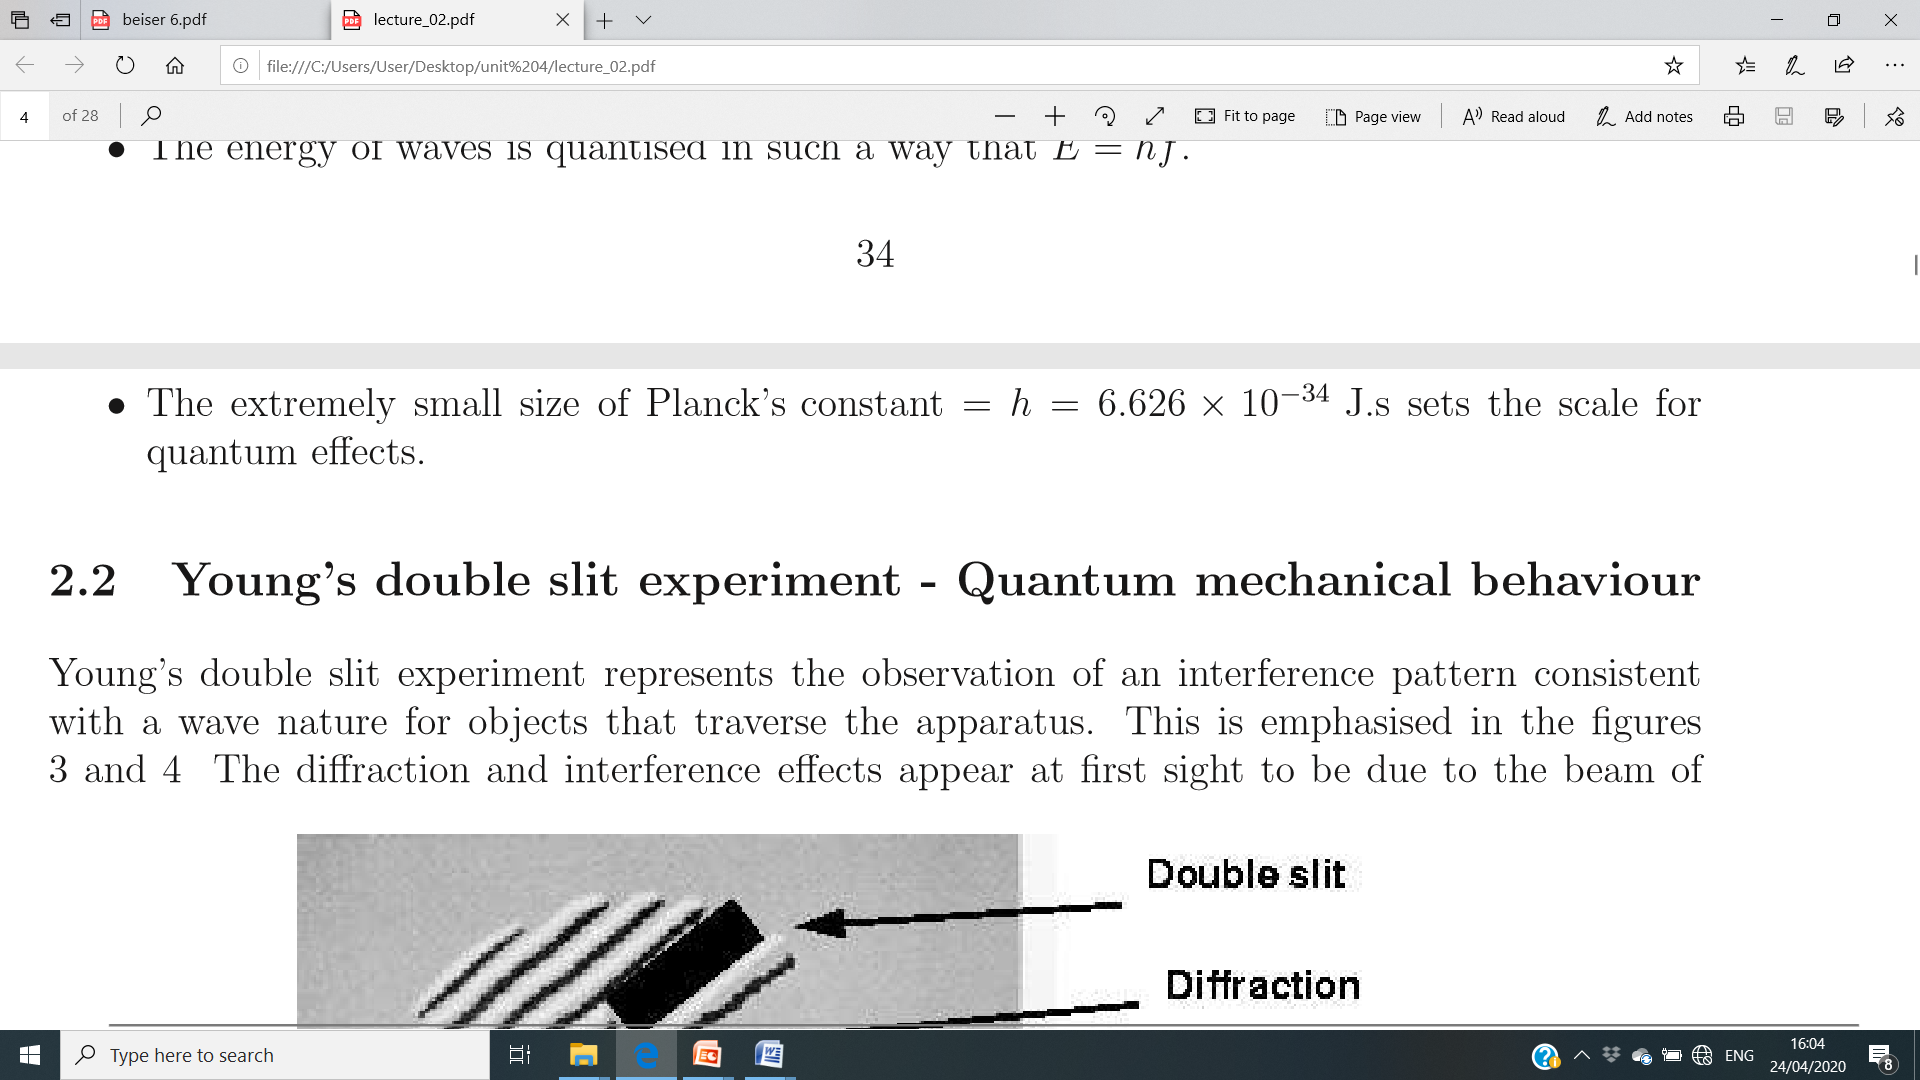 beiser 6.pdf
lecture_02.pdf
file:///C:/Users/User/Desktop/unit%204/lecture_02.pdf
4 of 28
Fit to page
Page view
Read aloud
Add notes
• The energy of waves is quantised in such a way that E = hf.
34
• The extremely small size of Planck's constant = h = 6.626 × 10⁻³⁴ J.s sets the scale for
quantum effects.
2.2 Young's double slit experiment - Quantum mechanical behaviour
Young's double slit experiment represents the observation of an interference pattern consistent
with a wave nature for objects that traverse the apparatus. This is emphasised in the figures
3 and 4 The diffraction and interference effects appear at first sight to be due to the beam of
Double slit
Diffraction
Type here to search
ENG
16:04
24/04/2020
8